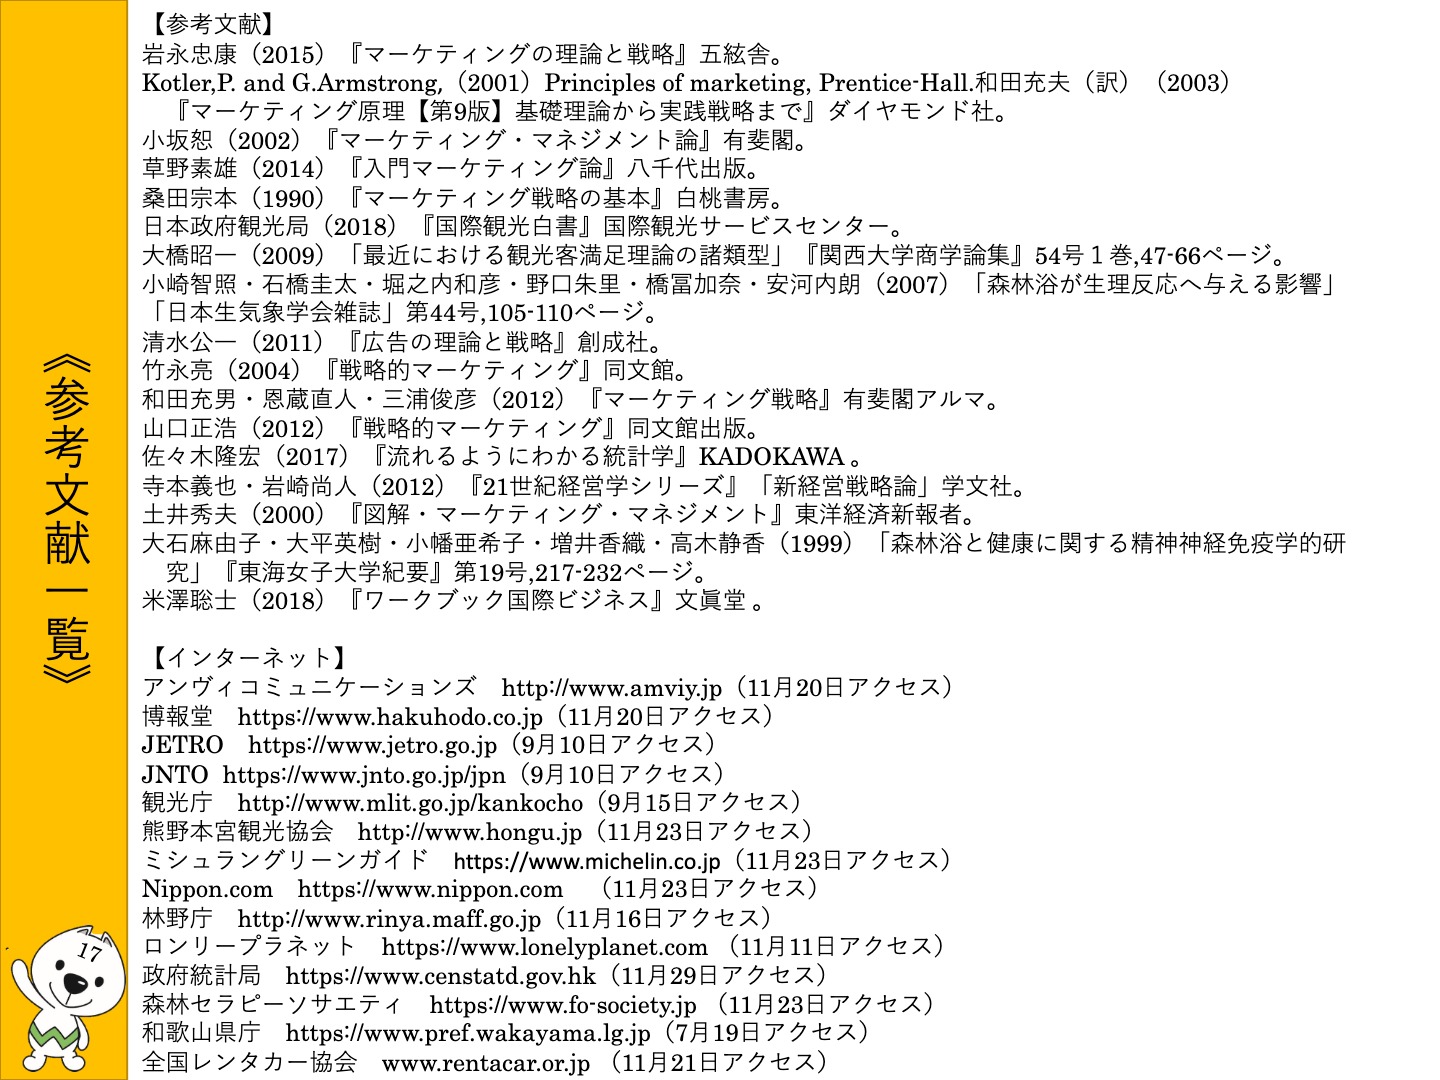 《参考文献一覧》
17
【参考文献】
岩永忠康（2015）『マーケティングの理論と戦略』五絃舎。
Kotler,P. and G.Armstrong,（2001）Principles of marketing, Prentice-Hall.和田充夫（訳）（2003）
『マーケティング原理【第9版】基礎理論から実践戦略まで』ダイヤモンド社。
小坂恕（2002）『マーケティング・マネジメント論』有斐閣。
草野素雄（2014）『入門マーケティング論』八千代出版。
桑田宗本（1990）『マーケティング戦略の基本』白桃書房。
日本政府観光局（2018）『国際観光白書』国際観光サービスセンター。
大橋昭一（2009）「最近における観光客満足理論の諸類型」『関西大学商学論集』54号１巻,47-66ページ。
小崎智照・石橋圭太・堀之内和彦・野口朱里・橋冨加奈・安河内朗（2007）「森林浴が生理反応へ与える影響」
「日本生気象学会雑誌」第44号,105-110ページ。
清水公一（2011）『広告の理論と戦略』創成社。
竹永亮（2004）『戦略的マーケティング』同文館。
和田充男・恩蔵直人・三浦俊彦（2012）『マーケティング戦略』有斐閣アルマ。
山口正浩（2012）『戦略的マーケティング』同文館出版。
佐々木隆宏（2017）『流れるようにわかる統計学』KADOKAWA 。
寺本義也・岩崎尚人（2012）『21世紀経営学シリーズ』「新経営戦略論」学文社。
土井秀夫（2000）『図解・マーケティング・マネジメント』東洋経済新報者。
大石麻由子・大平英樹・小幡亜希子・増井香織・高木静香（1999）「森林浴と健康に関する精神神経免疫学的研
究」『東海女子大学紀要』第19号,217-232ページ。
米澤聡士（2018）『ワークブック国際ビジネス』文眞堂 。
【インターネット】
アンヴィコミュニケーションズ　http://www.amviy.jp（11月20日アクセス）
博報堂　https://www.hakuhodo.co.jp（11月20日アクセス）
JETRO　https://www.jetro.go.jp（9月10日アクセス）
JNTO  https://www.jnto.go.jp/jpn（9月10日アクセス）
観光庁　http://www.mlit.go.jp/kankocho（9月15日アクセス）
熊野本宮観光協会　http://www.hongu.jp（11月23日アクセス）
ミシュラングリーンガイド　https://www.michelin.co.jp（11月23日アクセス）
Nippon.com　https://www.nippon.com　（11月23日アクセス）
林野庁　http://www.rinya.maff.go.jp（11月16日アクセス）
ロンリープラネット　https://www.lonelyplanet.com （11月11日アクセス）
政府統計局　https://www.censtatd.gov.hk（11月29日アクセス）
森林セラピーソサエティ　https://www.fo-society.jp （11月23日アクセス）
和歌山県庁　https://www.pref.wakayama.lg.jp（7月19日アクセス）
全国レンタカー協会　www.rentacar.or.jp （11月21日アクセス）